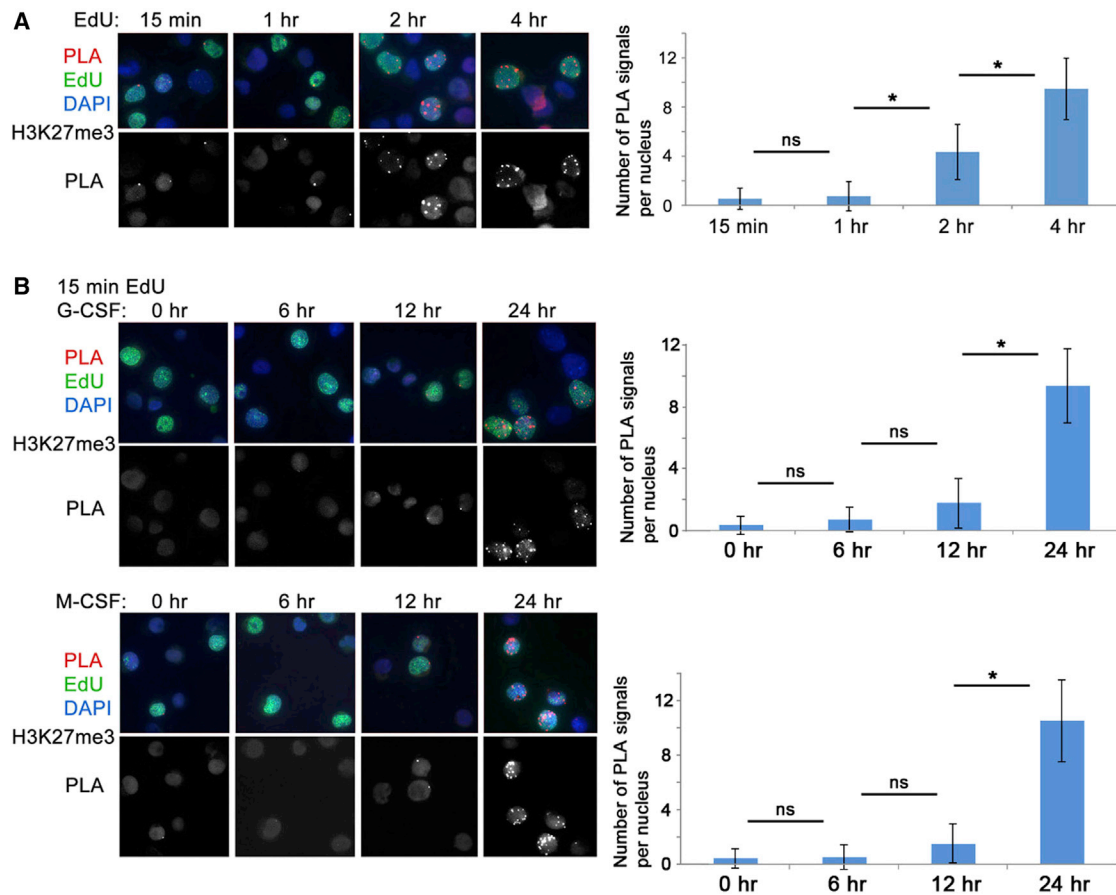 A
EdU: 15 min 1 hr 2 hr 4 hr
PLA
EdU
DAPI
H3K27me3
PLA
Number of PLA signals
per nucleus
12
8
4
0
ns
*
*
15 min 1 hr 2 hr 4 hr
B
15 min EdU
G-CSF: 0 hr 6 hr 12 hr 24 hr
PLA
EdU
DAPI
H3K27me3
PLA
Number of PLA signals
per nucleus
12
8
4
0
ns
ns
*
0 hr 6 hr 12 hr 24 hr
M-CSF: 0 hr 6 hr 12 hr 24 hr
PLA
EdU
DAPI
H3K27me3
PLA
Number of PLA signals
per nucleus
12
8
4
0
ns
ns
*
0 hr 6 hr 12 hr 24 hr